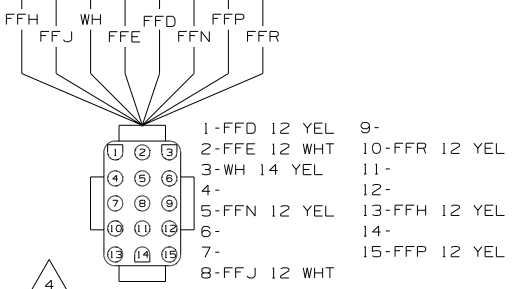 FFH WH FFD FFP
FFJ FFE FFN FFR
1-FFD 12 YEL 9-
2-FFE 12 WHT 10-FFR 12 YEL
3-WH 14 YEL 11-
4- 12-
5-FFN 12 YEL 13-FFH 12 YEL
6- 14-
7- 15-FFP 12 YEL
8-FFJ 12 WHT
1 2 3
4 5 6
7 8 9
10 11 12
13 14 15
4